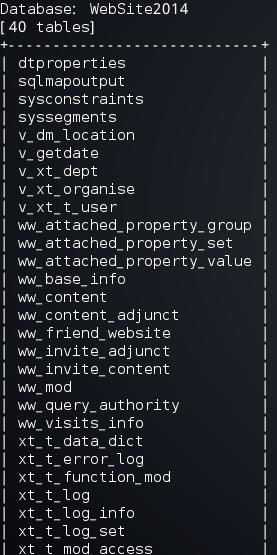 Database: WebSite2014
[40 tables]
+---------------------------+
| dtproperties |
| sqlmapoutput |
| sysconstraints |
| syssegments |
| v_dm_location |
| v_getdate |
| v_xt_dept |
| v_xt_organise |
| v_xt_t_user |
| ww_attached_property_group |
| ww_attached_property_set |
| ww_attached_property_value |
| ww_base_info |
| ww_content |
| ww_content_adjunct |
| ww_friend_website |
| ww_invite_adjunct |
| ww_invite_content |
| ww_mod |
| ww_query_authority |
| ww_visits_info |
| xt_t_data_dict |
| xt_t_error_log |
| xt_t_function_mod |
| xt_t_log |
| xt_t_log_info |
| xt_t_log_set |
| xt_t_mod_access |